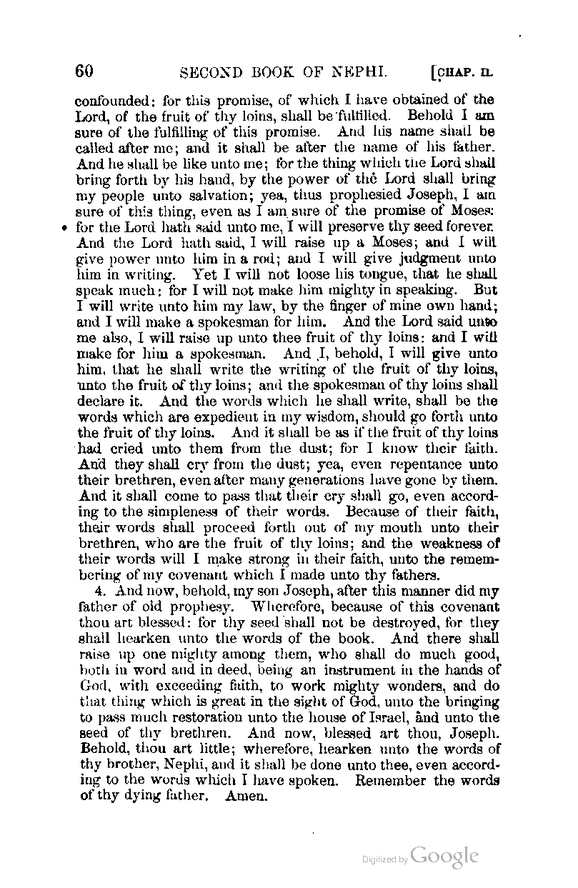 60 SECOND BOOK OF NEPHI. [CHAP. II.
confounded; for this promise, of which I have obtained of the
Lord, of the fruit of thy loins, shall be fulfilled. Behold I am
sure of the fulfilling of this promise. And his name shall be
called after me; and it shall be after the name of his father.
And he shall be like unto me; for the thing which the Lord shall
bring forth by his hand, by the power of the Lord shall bring
my people unto salvation; yea, thus prophesied Joseph, I am
sure of this thing, even as I am sure of the promise of Moses:
for the Lord hath said unto me, I will preserve thy seed forever.
And the Lord hath said, I will raise up a Moses; and I will
give power unto him in a rod; and I will give judgment unto
him in writing. Yet I will not loose his tongue, that he shall
speak much; for I will not make him mighty in speaking. But
I will write unto him my law, by the finger of mine own hand;
and I will make a spokesman for him. And the Lord said unto
me also, I will raise up unto thee fruit of thy loins: and I will
make for him a spokesman. And I, behold, I will give unto
him, that he shall write the writing of the fruit of thy loins,
unto the fruit of thy loins; and the spokesman of thy loins shall
declare it. And the words which he shall write, shall be the
words which are expedient in my wisdom, should go forth unto
the fruit of thy loins. And it shall be as if the fruit of thy loins
had cried unto them from the dust; for I know their faith.
And they shall cry from the dust; yea, even repentance unto
their brethren, even after many generations have gone by them.
And it shall come to pass that their cry shall go, even accord-
ing to the simpleness of their words. Because of their faith,
their words shall proceed forth out of my mouth unto their
brethren, who are the fruit of thy loins; and the weakness of
their words will I make strong in their faith, unto the remem-
bering of my covenant which I made unto thy fathers.
4. And now, behold, my son Joseph, after this manner did my
father of old prophesy. Wherefore, because of this covenant
thou art blessed: for thy seed shall not be destroyed, for they
shall hearken unto the words of the book. And there shall
raise up one mighty among them, who shall do much good,
both in word and in deed, being an instrument in the hands of
God, with exceeding faith, to work mighty wonders, and do
that thing which is great in the sight of God, unto the bringing
to pass much restoration unto the house of Israel, and unto the
seed of thy brethren. And now, blessed art thou, Joseph.
Behold, thou art little; wherefore, hearken unto the words of
thy brother, Nephi, and it shall be done unto thee, even accord-
ing to the words which I have spoken. Remember the words
of thy dying father. Amen.
Digitized by Google